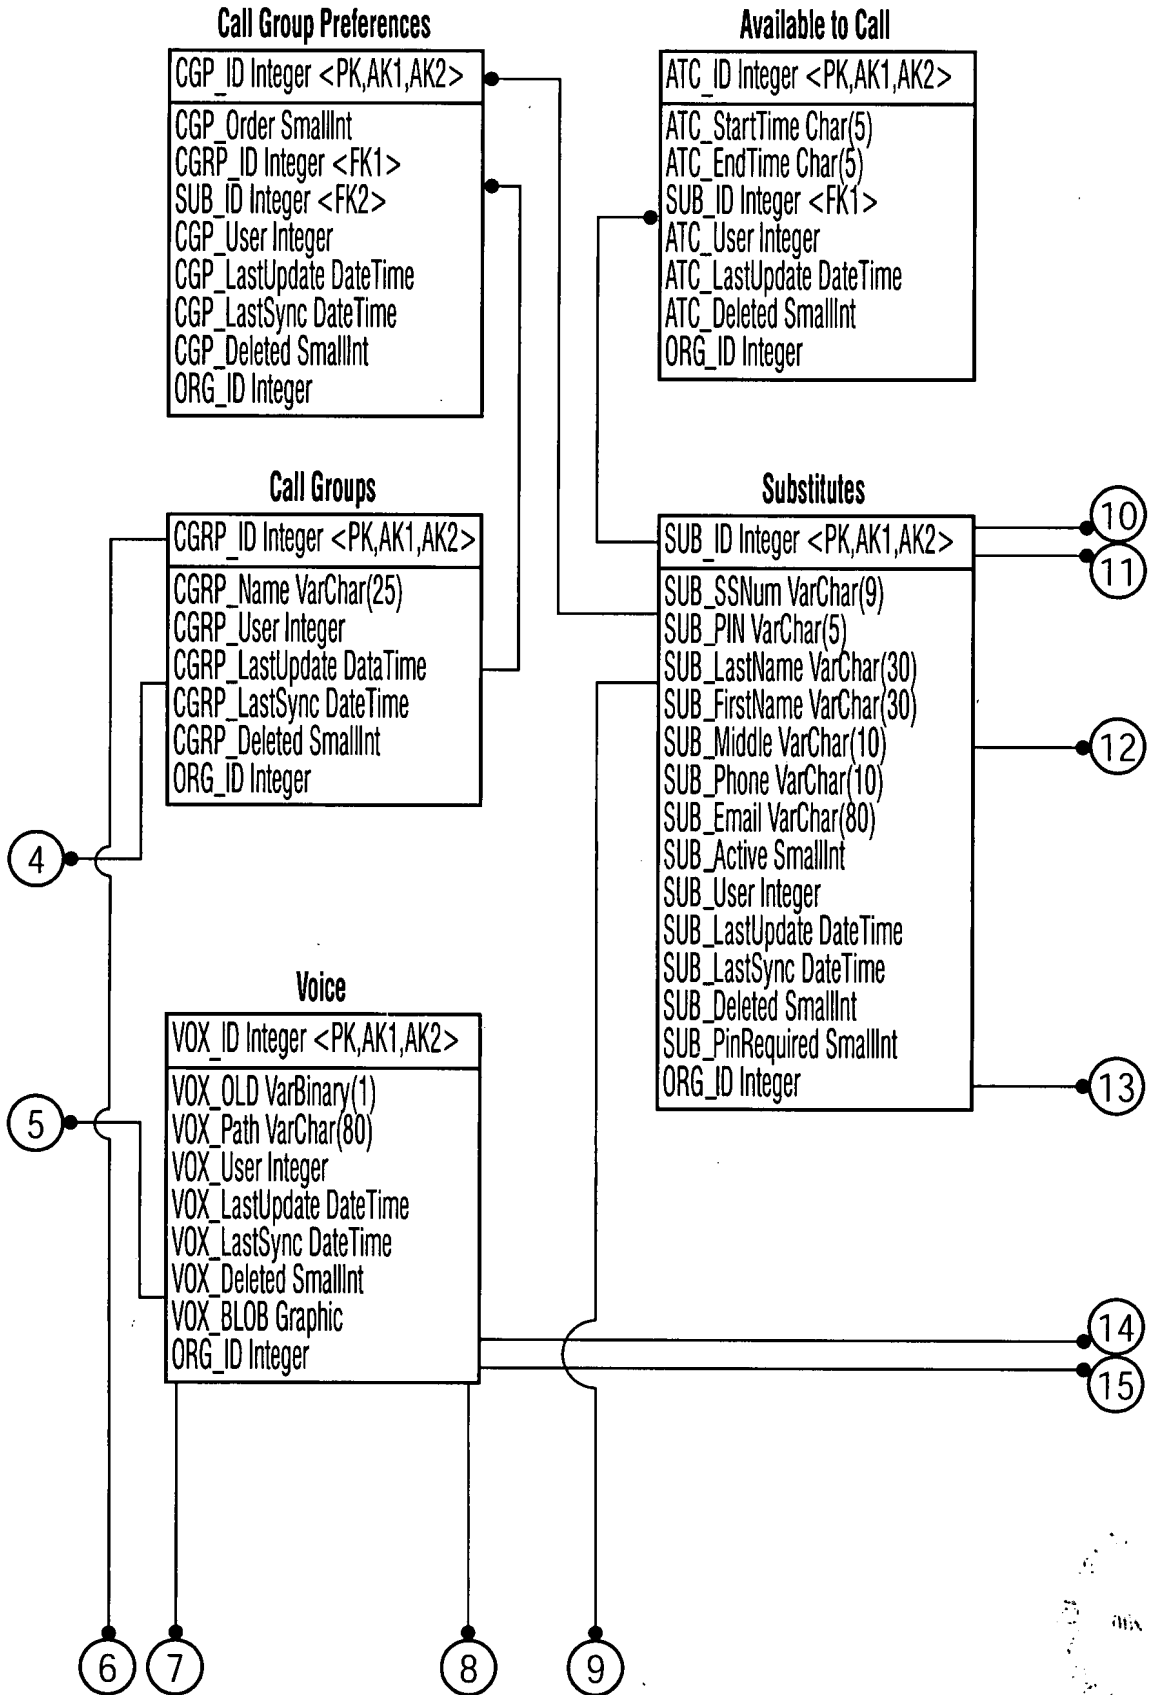 Call Group Preferences
CGP_ID Integer <PK,AK1,AK2>
CGP_Order SmallInt
CGRP_ID Integer <FK1>
SUB_ID Integer <FK2>
CGP_User Integer
CGP_LastUpdate DateTime
CGP_LastSync DateTime
CGP_Deleted SmallInt
ORG_ID Integer
Available to Call
ATC_ID Integer <PK,AK1,AK2>
ATC_StartTime Char(5)
ATC_EndTime Char(5)
SUB_ID Integer <FK1>
ATC_User Integer
ATC_LastUpdate DateTime
ATC_Deleted SmallInt
ORG_ID Integer
Call Groups
CGRP_ID Integer <PK,AK1,AK2>
CGRP_Name VarChar(25)
CGRP_User Integer
CGRP_LastUpdate DataTime
CGRP_LastSync DateTime
CGRP_Deleted SmallInt
ORG_ID Integer
Substitutes
SUB_ID Integer <PK,AK1,AK2>
SUB_SSNum VarChar(9)
SUB_PIN VarChar(5)
SUB_LastName VarChar(30)
SUB_FirstName VarChar(30)
SUB_Middle VarChar(10)
SUB_Phone VarChar(10)
SUB_Email VarChar(80)
SUB_Active SmallInt
SUB_User Integer
SUB_LastUpdate DateTime
SUB_LastSync DateTime
SUB_Deleted SmallInt
SUB_PinRequired SmallInt
ORG_ID Integer
10
11
12
13
4
5
Voice
VOX_ID Integer <PK,AK1,AK2>
VOX_OLD VarBinary(1)
VOX_Path VarChar(80)
VOX_User Integer
VOX_LastUpdate DateTime
VOX_LastSync DateTime
VOX_Deleted SmallInt
VOX_BLOB Graphic
ORG_ID Integer
14
15
6
7
8
9